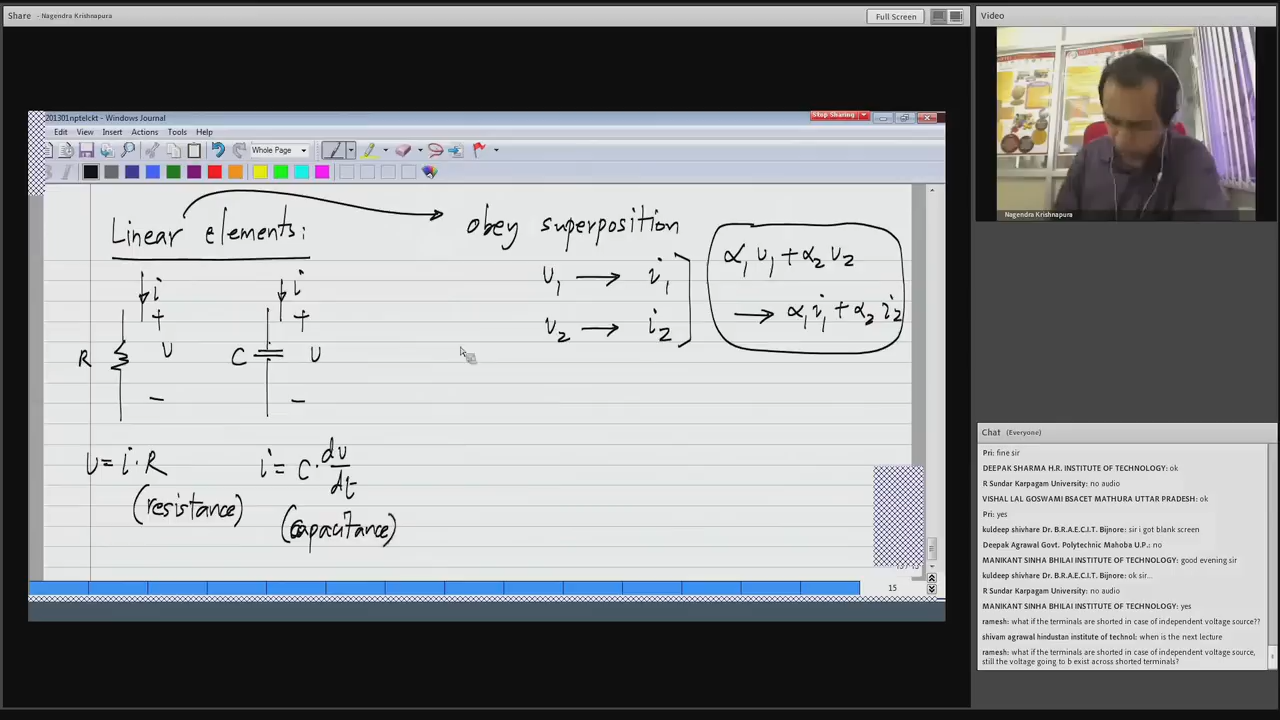 Share - Nagendra Krishnapura
Full Screen
Video
Nagendra Krishnapura
201301nptelckt - Windows Journal
Stop Sharing
Edit View Insert Actions Tools Help
Whole Page
Linear elements:
obey superposition
v₁ → i₁
v₂ → i₂
α₁v₁ + α₂v₂
→ α₁i₁ + α₂i₂
i
+
R
v
−
i
+
C
v
−
v = i·R
(resistance)
i = C·dv/dt
(capacitance)
15
Chat (Everyone)
Pri: fine sir
DEEPAK SHARMA H.R. INSTITUTE OF TECHNOLOGY: ok
R Sundar Karpagam University: no audio
VISHAL LAL GOSWAMI BSACET MATHURA UTTAR PRADESH: ok
Pri: yes
kuldeep shivhare Dr. B.R.A.E.C.I.T. Bijnore: sir i got blank screen
Deepak Agrawal Govt. Polytechnic Mahoba U.P.: no
MANIKANT SINHA BHILAI INSTITUTE OF TECHNOLOGY: good evening sir
kuldeep shivhare Dr. B.R.A.E.C.I.T. Bijnore: ok sir...
R Sundar Karpagam University: no audio
MANIKANT SINHA BHILAI INSTITUTE OF TECHNOLOGY: yes
ramesh: what if the terminals are shorted in case of independent voltage source??
shivam agrawal hindustan institute of technol: when is the next lecture
ramesh: what if the terminals are shorted in case of independent voltage source,
still the voltage going to b exist across shorted terminals?